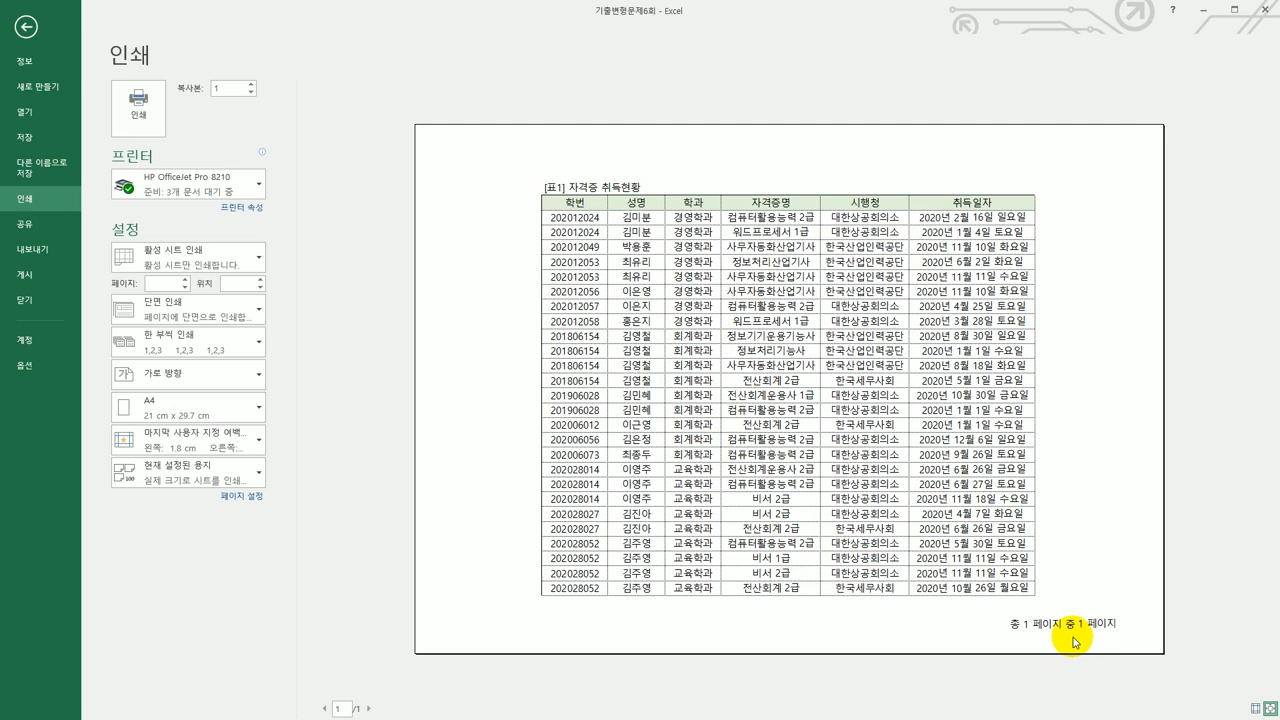 기출변형문제6회 - Excel
?
정보
새로 만들기
열기
저장
다른 이름으로
저장
인쇄
공유
내보내기
게시
닫기
계정
옵션
인쇄
인쇄
복사본: 1
프린터
HP OfficeJet Pro 8210
준비: 3개 문서 대기 중
프린터 속성
설정
활성 시트 인쇄
활성 시트만 인쇄합니다.
페이지: 위치
단면 인쇄
페이지에 단면으로 인쇄합...
한 부씩 인쇄
1,2,3 1,2,3 1,2,3
가로 방향
A4
21 cm x 29.7 cm
마지막 사용자 지정 여백...
왼쪽: 1.8 cm 오른쪽:...
현재 설정된 용지
실제 크기로 시트를 인쇄...
100
페이지 설정
[표1] 자격증 취득현황
학번 성명 학과 자격증명 시행청 취득일자
202012024 김미분 경영학과 컴퓨터활용능력 2급 대한상공회의소 2020년 2월 16일 일요일
202012024 김미분 경영학과 워드프로세서 1급 대한상공회의소 2020년 1월 4일 토요일
202012049 박용훈 경영학과 사무자동화산업기사 한국산업인력공단 2020년 11월 10일 화요일
202012053 최유리 경영학과 정보처리산업기사 한국산업인력공단 2020년 6월 2일 화요일
202012053 최유리 경영학과 사무자동화산업기사 한국산업인력공단 2020년 11월 11일 수요일
202012056 이은영 경영학과 사무자동화산업기사 한국산업인력공단 2020년 11월 10일 화요일
202012057 이은지 경영학과 컴퓨터활용능력 2급 대한상공회의소 2020년 4월 25일 토요일
202012058 홍은지 경영학과 워드프로세서 1급 대한상공회의소 2020년 3월 28일 토요일
201806154 김영철 회계학과 정보기기운용기능사 한국산업인력공단 2020년 8월 30일 일요일
201806154 김영철 회계학과 정보처리기능사 한국산업인력공단 2020년 1월 1일 수요일
201806154 김영철 회계학과 사무자동화산업기사 한국산업인력공단 2020년 8월 18일 화요일
201806154 김영철 회계학과 전산회계 2급 한국세무사회 2020년 5월 1일 금요일
201906028 김민혜 회계학과 전산회계운용사 1급 대한상공회의소 2020년 10월 30일 금요일
201906028 김민혜 회계학과 컴퓨터활용능력 2급 대한상공회의소 2020년 1월 1일 수요일
202006012 이근영 회계학과 전산회계 2급 한국세무사회 2020년 1월 1일 수요일
202006056 김은정 회계학과 컴퓨터활용능력 2급 대한상공회의소 2020년 12월 6일 일요일
202006073 최종두 회계학과 컴퓨터활용능력 2급 대한상공회의소 2020년 9월 26일 토요일
202028014 이영주 교육학과 전산회계운용사 2급 대한상공회의소 2020년 6월 26일 금요일
202028014 이영주 교육학과 컴퓨터활용능력 2급 대한상공회의소 2020년 6월 27일 토요일
202028014 이영주 교육학과 비서 2급 대한상공회의소 2020년 11월 18일 수요일
202028027 김진아 교육학과 비서 2급 대한상공회의소 2020년 4월 7일 화요일
202028027 김진아 교육학과 전산회계 2급 한국세무사회 2020년 6월 26일 금요일
202028052 김주영 교육학과 컴퓨터활용능력 2급 대한상공회의소 2020년 5월 30일 토요일
202028052 김주영 교육학과 비서 1급 대한상공회의소 2020년 11월 11일 수요일
202028052 김주영 교육학과 비서 2급 대한상공회의소 2020년 11월 11일 수요일
202028052 김주영 교육학과 전산회계 2급 한국세무사회 2020년 10월 26일 월요일
총 1 페이지 중 1 페이지
1 /1